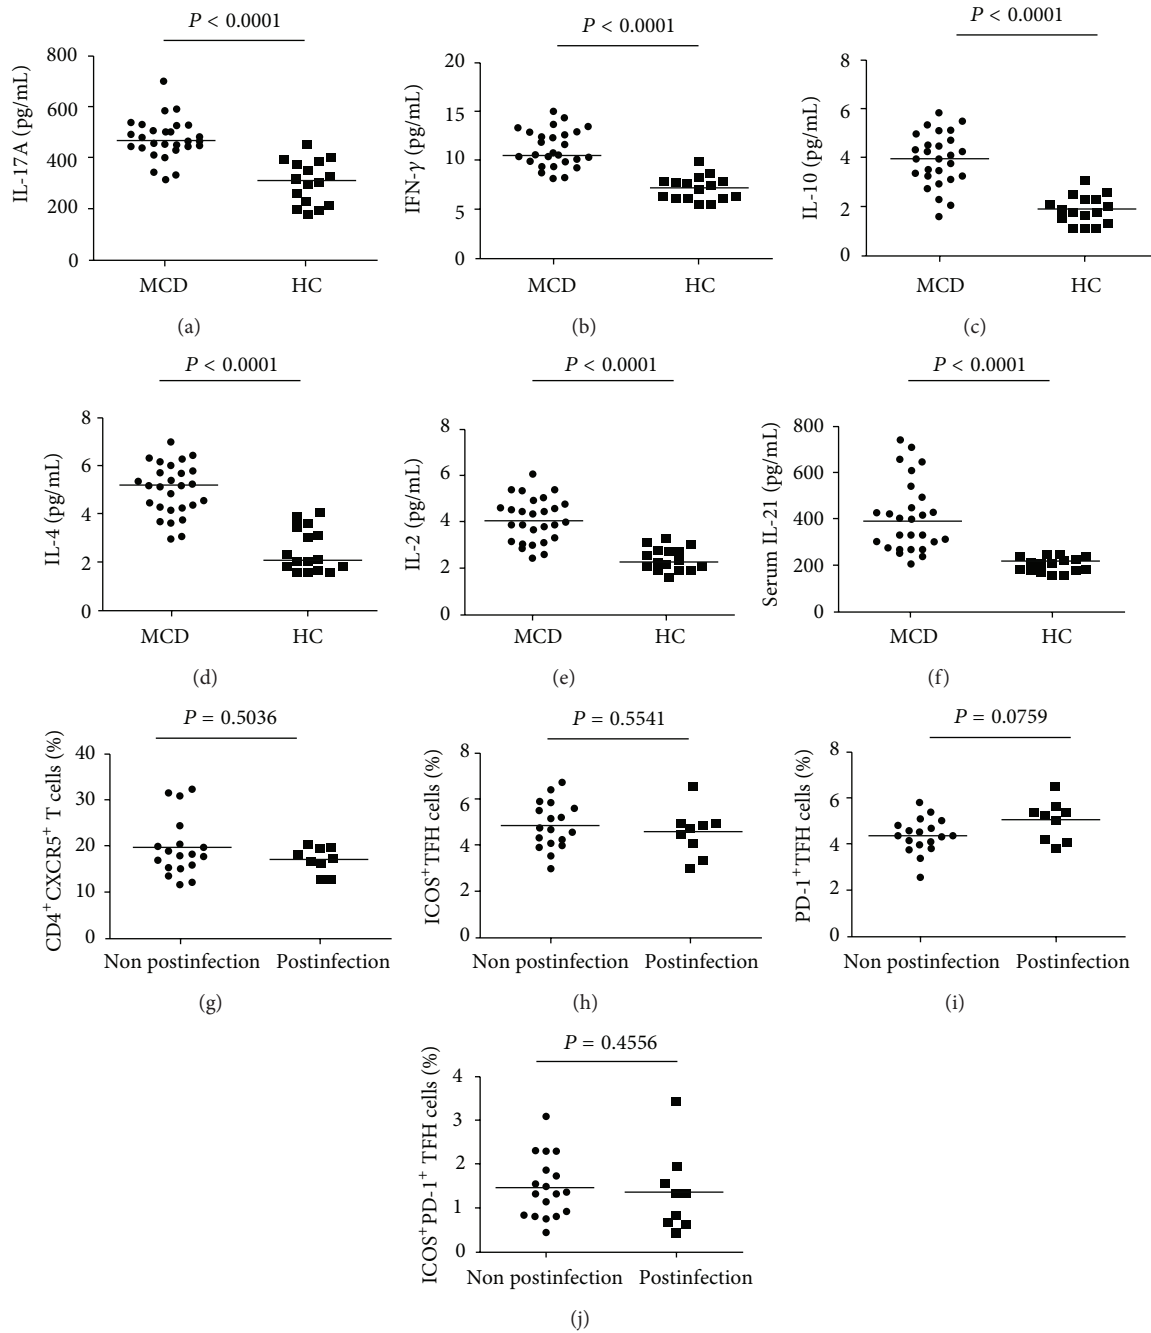 P < 0.0001
IL-17A (pg/mL)
800
600
400
200
0
MCD
HC
(a)
P < 0.0001
IFN-γ (pg/mL)
20
15
10
5
0
MCD
HC
(b)
P < 0.0001
IL-10 (pg/mL)
8
6
4
2
0
MCD
HC
(c)
P < 0.0001
IL-4 (pg/mL)
8
6
4
2
0
MCD
HC
(d)
P < 0.0001
IL-2 (pg/mL)
8
6
4
2
0
MCD
HC
(e)
P < 0.0001
Serum IL-21 (pg/mL)
800
600
400
200
0
MCD
HC
(f)
P = 0.5036
CD4⁺CXCR5⁺ T cells (%)
40
30
20
10
0
Non postinfection
Postinfection
(g)
P = 0.5541
ICOS⁺TFH cells (%)
8
6
4
2
0
Non postinfection
Postinfection
(h)
P = 0.0759
PD-1⁺TFH cells (%)
8
6
4
2
0
Non postinfection
Postinfection
(i)
P = 0.4556
ICOS⁺PD-1⁺ TFH cells (%)
4
3
2
1
0
Non postinfection
Postinfection
(j)